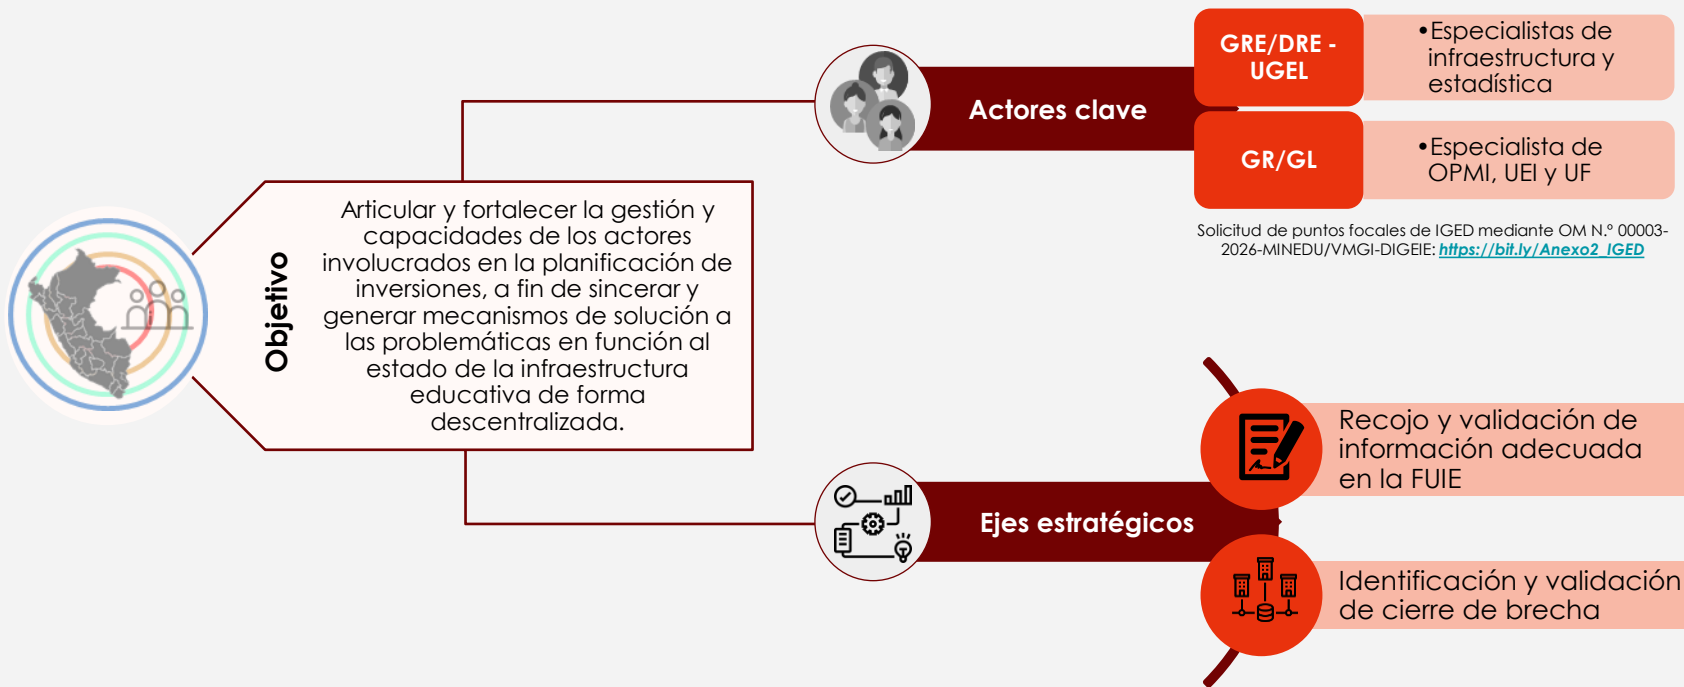 Objetivo
Articular y fortalecer la gestión y
capacidades de los actores
involucrados en la planificación de
inversiones, a fin de sincerar y
generar mecanismos de solución a
las problemáticas en función al
estado de la infraestructura
educativa de forma
descentralizada.
Actores clave
GRE/DRE -
UGEL
•Especialistas de
infraestructura y
estadística
GR/GL
•Especialista de
OPMI, UEI y UF
Solicitud de puntos focales de IGED mediante OM N.º 00003-
2026-MINEDU/VMGI-DIGEIE: https://bit.ly/Anexo2_IGED
Ejes estratégicos
Recojo y validación de
información adecuada
en la FUIE
Identificación y validación
de cierre de brecha